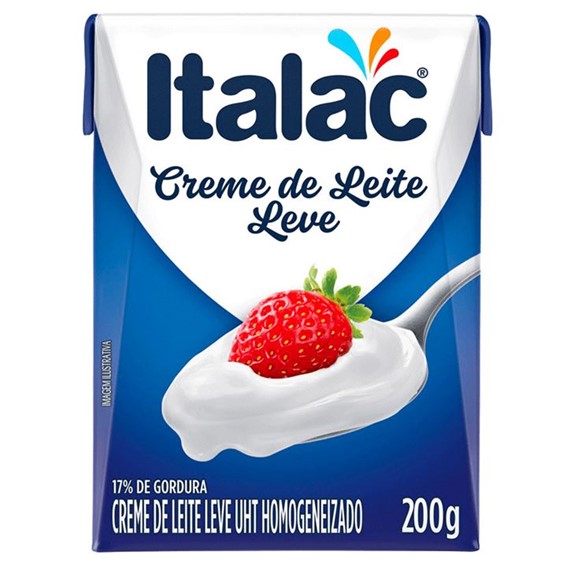 Italac®
Creme de Leite
Leve
IMAGEM ILUSTRATIVA
17% DE GORDURA
CREME DE LEITE LEVE UHT HOMOGENEIZADO
200g